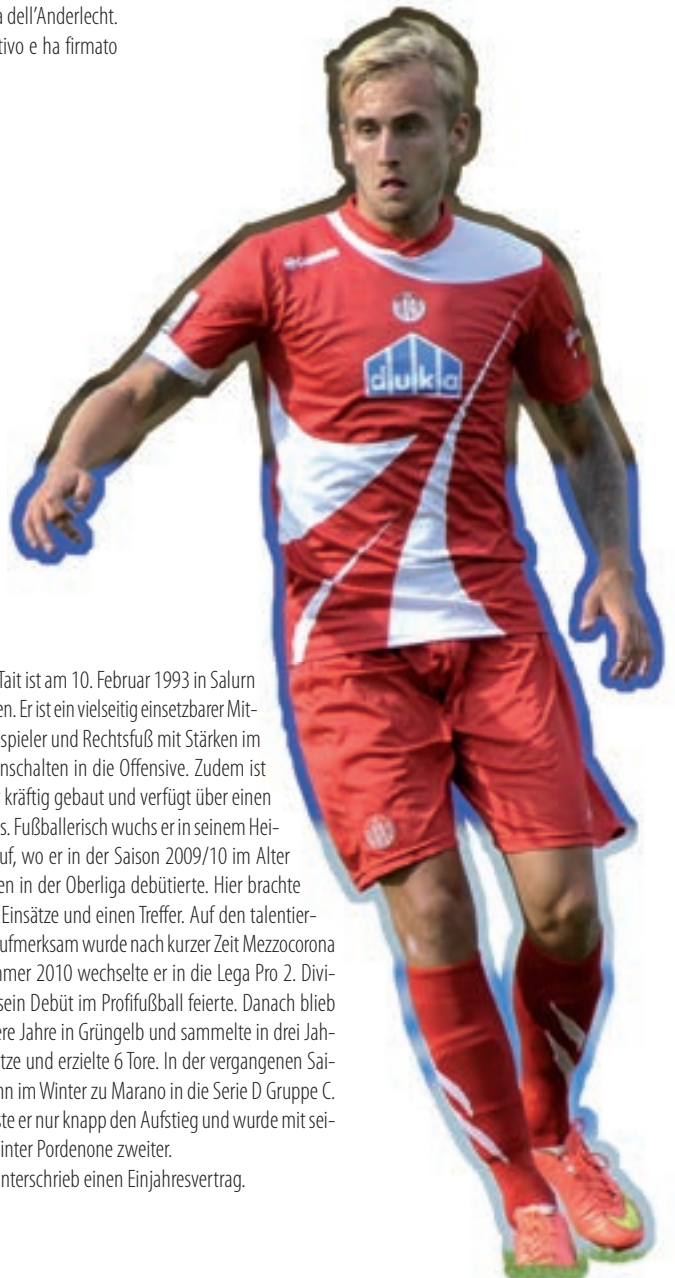 a dell’Anderlecht.
tivo e ha firmato
duka
Tait ist am 10. Februar 1993 in Salurn
en. Er ist ein vielseitig einsetzbarer Mit-
spieler und Rechtsfuß mit Stärken im
nschalten in die Offensive. Zudem ist
kräftig gebaut und verfügt über einen
s. Fußballerisch wuchs er in seinem Hei-
uf, wo er in der Saison 2009/10 im Alter
en in der Oberliga debütierte. Hier brachte
Einsätze und einen Treffer. Auf den talentier-
ufmerksam wurde nach kurzer Zeit Mezzocorona
mmer 2010 wechselte er in die Lega Pro 2. Divi-
sein Debüt im Profifußball feierte. Danach blieb
ere Jahre in Grüngelb und sammelte in drei Jah-
tze und erzielte 6 Tore. In der vergangenen Sai-
nn im Winter zu Marano in die Serie D Gruppe C.
ste er nur knapp den Aufstieg und wurde mit sei-
inter Pordenone zweiter.
nterschrieb einen Einjahresvertrag.